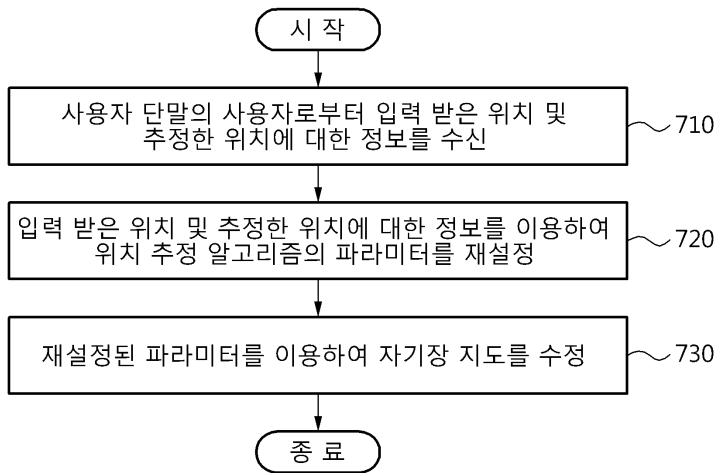 시 작
사용자 단말의 사용자로부터 입력 받은 위치 및
추정한 위치에 대한 정보를 수신
710
입력 받은 위치 및 추정한 위치에 대한 정보를 이용하여
위치 추정 알고리즘의 파라미터를 재설정
720
재설정된 파라미터를 이용하여 자기장 지도를 수정
730
종 료